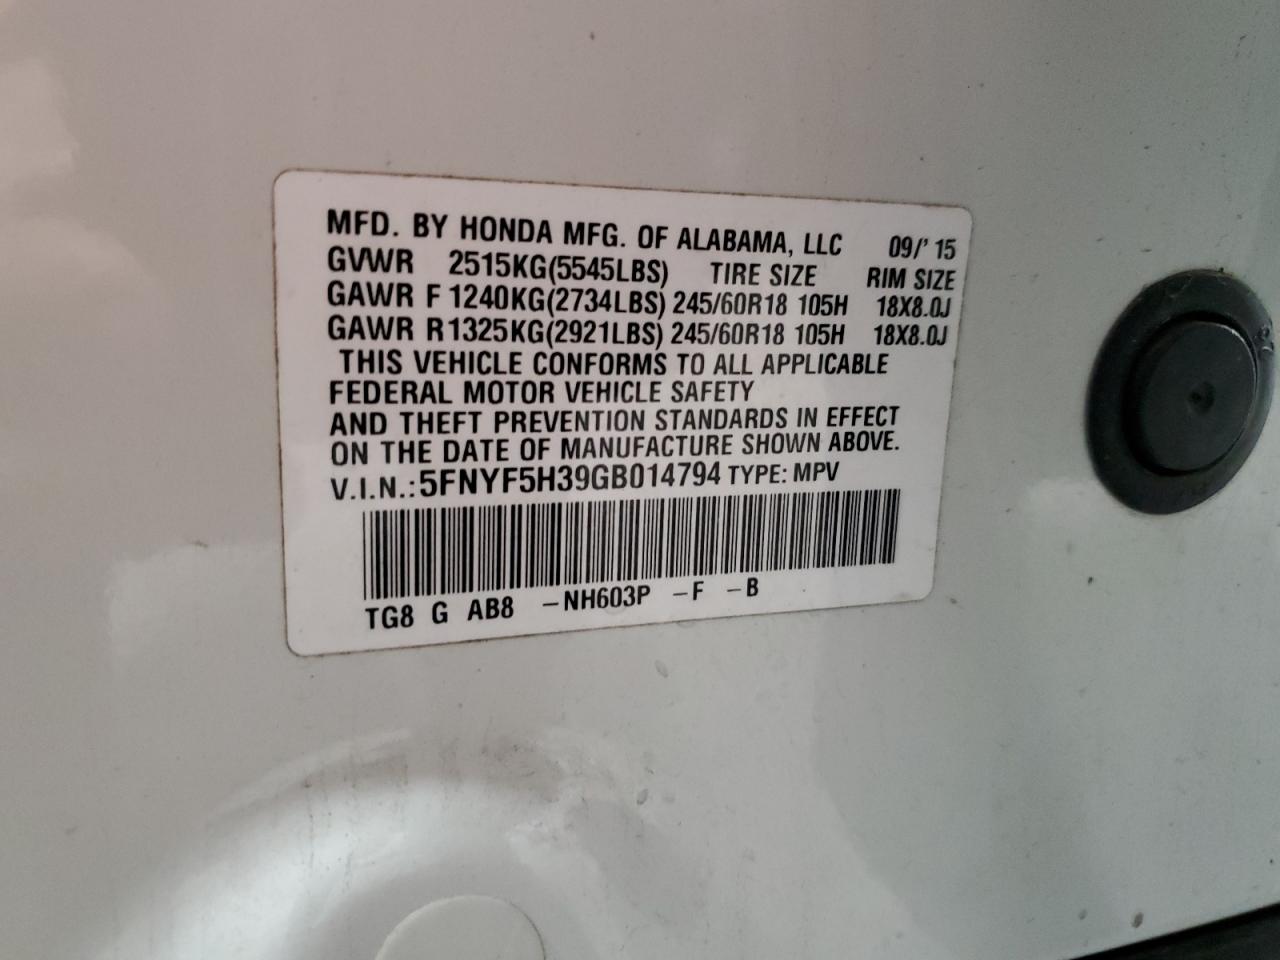 MFD. BY HONDA MFG. OF ALABAMA, LLC 09/' 15
GVWR 2515KG(5545LBS) TIRE SIZE RIM SIZE
GAWR F 1240KG(2734LBS) 245/60R18 105H 18X8.0J
GAWR R 1325KG(2921LBS) 245/60R18 105H 18X8.0J
THIS VEHICLE CONFORMS TO ALL APPLICABLE
FEDERAL MOTOR VEHICLE SAFETY
AND THEFT PREVENTION STANDARDS IN EFFECT
ON THE DATE OF MANUFACTURE SHOWN ABOVE.
V.I.N.: 5FNYF5H39GB014794 TYPE: MPV
TG8 G AB8 -NH603P -F -B